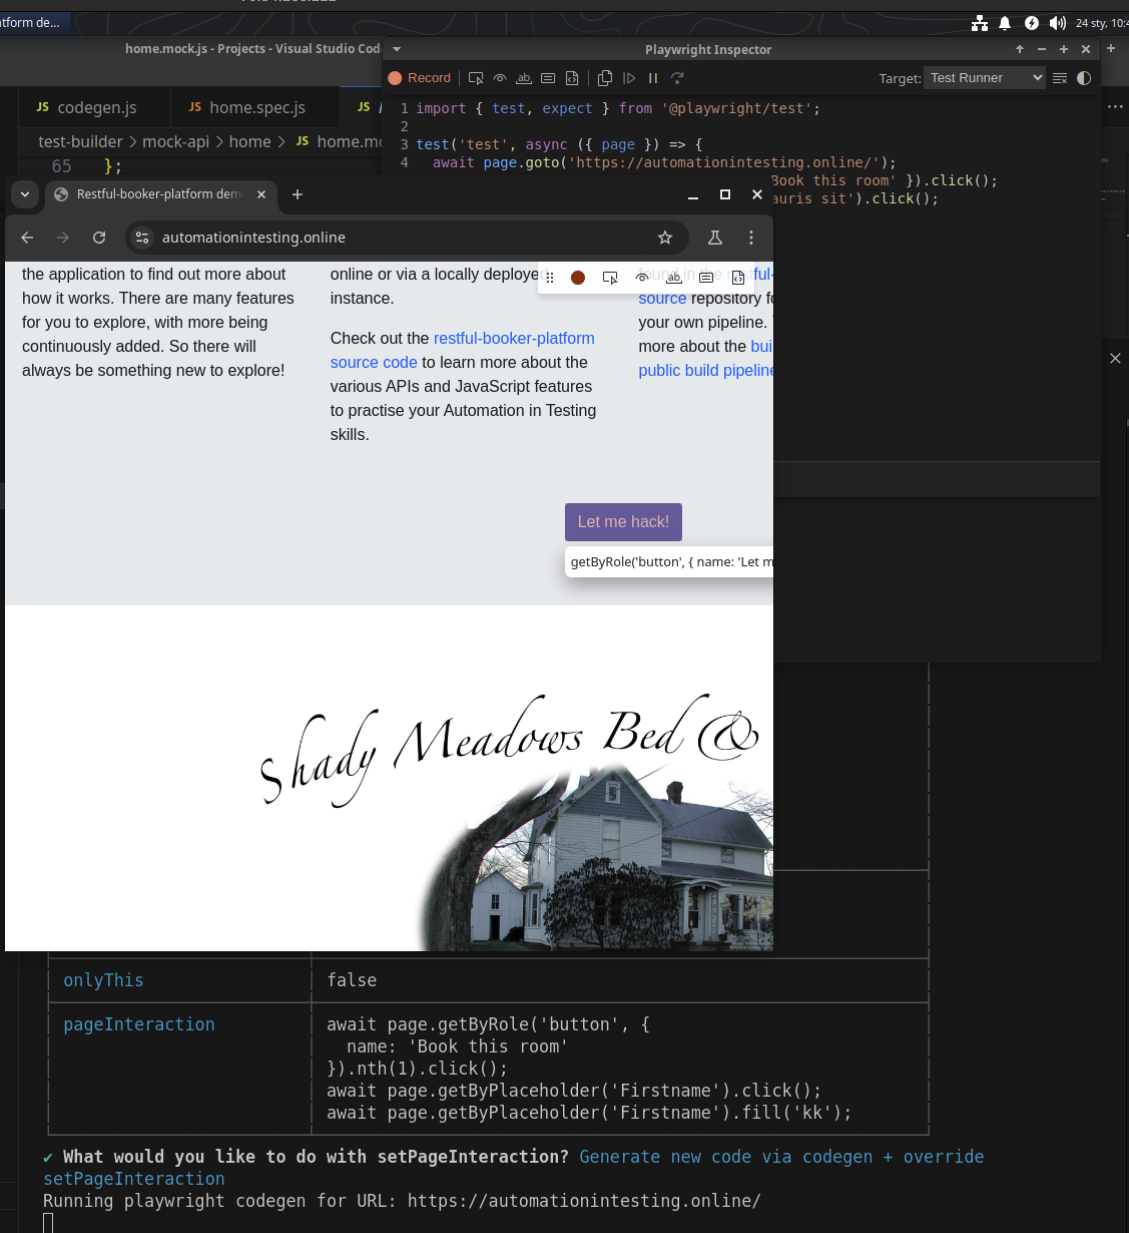 tform de...
24 sty, 10:4
home.mock.js - Projects - Visual Studio Cod
Playwright Inspector
Record
Target: Test Runner
JS codegen.js
JS home.spec.js
JS
test-builder > mock-api > home > JS home.mo
65 };
1 import { test, expect } from '@playwright/test';
2
3 test('test', async ({ page }) => {
4 await page.goto('https://automationintesting.online/');
Book this room' }).click();
auris sit').click();
Restful-booker-platform dem
automationintesting.online
the application to find out more about
how it works. There are many features
for you to explore, with more being
continuously added. So there will
always be something new to explore!
online or via a locally deployed
instance.
Check out the restful-booker-platform
source code to learn more about the
various APIs and JavaScript features
to practise your Automation in Testing
skills.
found in the restful-
source repository fo
your own pipeline.
more about the bui
public build pipeline
Let me hack!
getByRole('button', { name: 'Let m
Shady Meadows Bed &
onlyThis false
pageInteraction await page.getByRole('button', {
name: 'Book this room'
}).nth(1).click();
await page.getByPlaceholder('Firstname').click();
await page.getByPlaceholder('Firstname').fill('kk');
✔ What would you like to do with setPageInteraction? Generate new code via codegen + override
setPageInteraction
Running playwright codegen for URL: https://automationintesting.online/